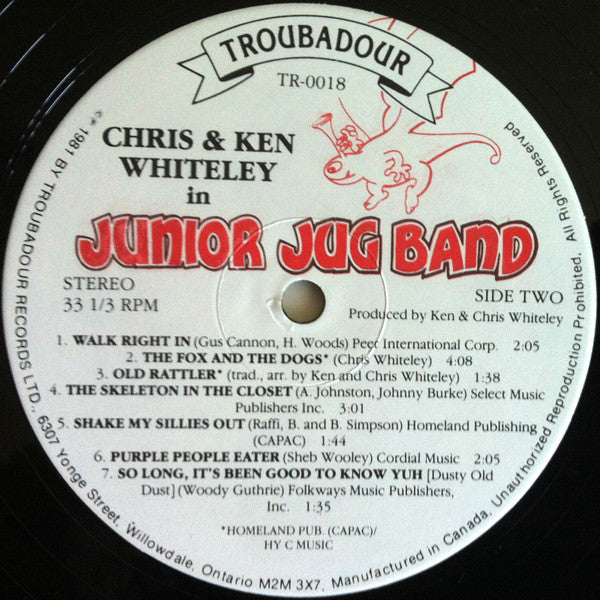 TROUBADOUR
TR-0018
CHRIS & KEN
WHITELEY
in
JUNIOR JUG BAND
STEREO
33 1/3 RPM
SIDE TWO
Produced by Ken & Chris Whiteley
1. WALK RIGHT IN (Gus Cannon, H. Woods) Peer International Corp. 2:05
2. THE FOX AND THE DOGS* (Chris Whiteley) 4:08
3. OLD RATTLER* (trad., arr. by Ken and Chris Whiteley) 1:38
4. THE SKELETON IN THE CLOSET (A. Johnston, Johnny Burke) Select Music
Publishers Inc. 3:01
5. SHAKE MY SILLIES OUT (Raffi, B. and B. Simpson) Homeland Publishing
(CAPAC) 1:44
6. PURPLE PEOPLE EATER (Sheb Wooley) Cordial Music 2:05
7. SO LONG, IT'S BEEN GOOD TO KNOW YUH [Dusty Old
Dust] (Woody Guthrie) Folkways Music Publishers,
Inc. 1:35
*HOMELAND PUB. (CAPAC)/
HY C MUSIC
©℗ 1981 BY TROUBADOUR RECORDS LTD., 6307 Yonge Street, Willowdale, Ontario M2M 3X7, Manufactured in Canada, Unauthorized Reproduction Prohibited. All Rights Reserved